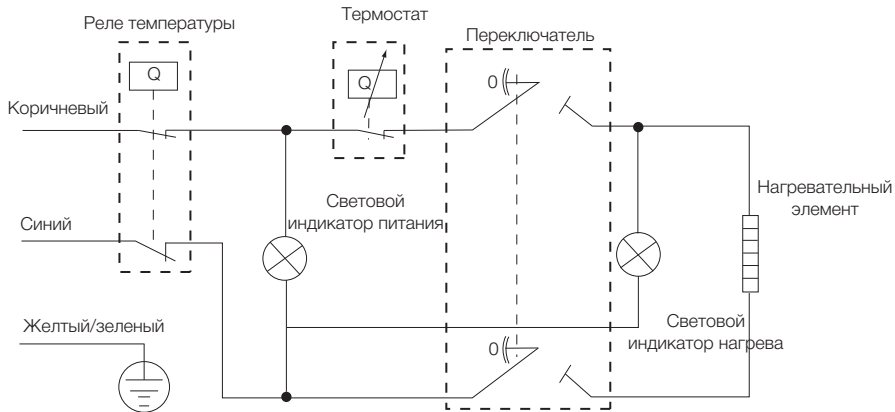 Реле температуры
Термостат
Переключатель
Q
Q
0
Коричневый
Световой
индикатор питания
Нагревательный
элемент
Синий
Желтый/зеленый
0
Световой
индикатор нагрева